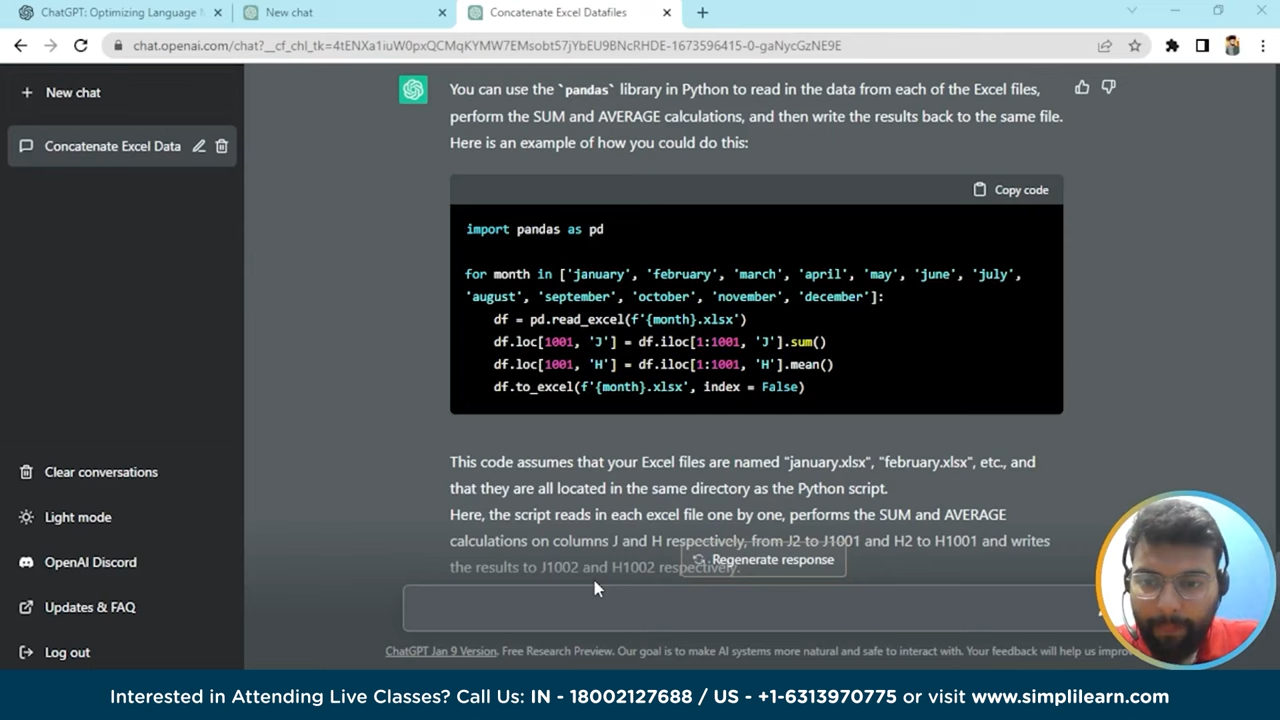 ChatGPT: Optimizing Language
New chat
Concatenate Excel Datafiles
chat.openai.com/chat?__cf_chl_tk=4tENXa1iuW0pxQCMqKYMW7EMsobt57jYbEU9BNcRHDE-1673596415-0-gaNycGzNE9E
New chat
Concatenate Excel Data
Clear conversations
Light mode
OpenAI Discord
Updates & FAQ
Log out
You can use the `pandas` library in Python to read in the data from each of the Excel files,
perform the SUM and AVERAGE calculations, and then write the results back to the same file.
Here is an example of how you could do this:
Copy code
import pandas as pd
for month in ['january', 'february', 'march', 'april', 'may', 'june', 'july',
'august', 'september', 'october', 'november', 'december']:
df = pd.read_excel(f'{month}.xlsx')
df.loc[1001, 'J'] = df.iloc[1:1001, 'J'].sum()
df.loc[1001, 'H'] = df.iloc[1:1001, 'H'].mean()
df.to_excel(f'{month}.xlsx', index = False)
This code assumes that your Excel files are named "january.xlsx", "february.xlsx", etc., and
that they are all located in the same directory as the Python script.
Here, the script reads in each excel file one by one, performs the SUM and AVERAGE
calculations on columns J and H respectively, from J2 to J1001 and H2 to H1001 and writes
the results to J1002 and H1002 respectively.
Regenerate response
ChatGPT Jan 9 Version. Free Research Preview. Our goal is to make AI systems more natural and safe to interact with. Your feedback will help us
Interested in Attending Live Classes? Call Us: IN - 18002127688 / US - +1-6313970775 or visit www.simplilearn.com